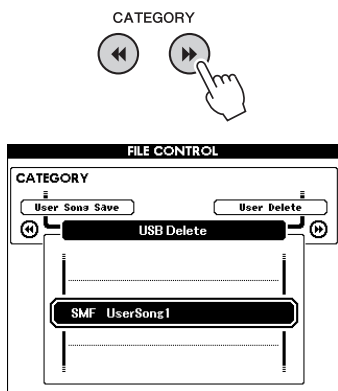 CATEGORY
FILE CONTROL
CATEGORY
User Song Save
User Delete
USB Delete
SMF UserSong1